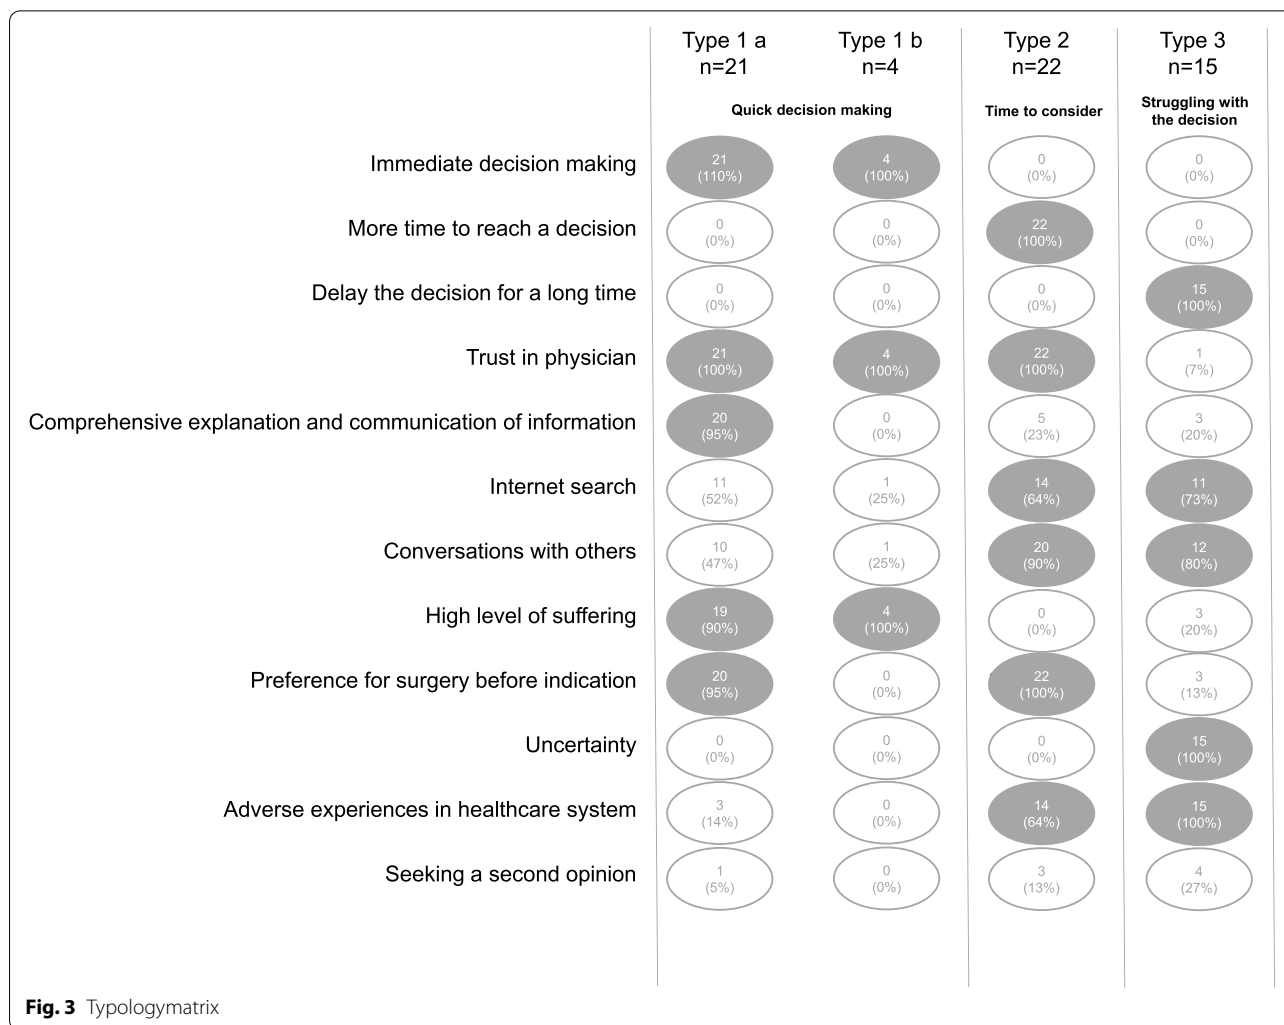 Type 1 a Type 1 b Type 2 Type 3
n=21 n=4 n=22 n=15
Quick decision making Time to consider Struggling with
the decision
Immediate decision making 21 4 0 0
(110%) (100%) (0%) (0%)
More time to reach a decision 0 0 22 0
(0%) (0%) (100%) (0%)
Delay the decision for a long time 0 0 0 15
(0%) (0%) (0%) (100%)
Trust in physician 21 4 22 1
(100%) (100%) (100%) (7%)
Comprehensive explanation and communication of information 20 0 5 3
(95%) (0%) (23%) (20%)
Internet search 11 1 14 11
(52%) (25%) (64%) (73%)
Conversations with others 10 1 20 12
(47%) (25%) (90%) (80%)
High level of suffering 19 4 0 3
(90%) (100%) (0%) (20%)
Preference for surgery before indication 20 0 22 3
(95%) (0%) (100%) (13%)
Uncertainty 0 0 0 15
(0%) (0%) (0%) (100%)
Adverse experiences in healthcare system 3 0 14 15
(14%) (0%) (64%) (100%)
Seeking a second opinion 1 0 3 4
(5%) (0%) (13%) (27%)
Fig. 3 Typologymatrix